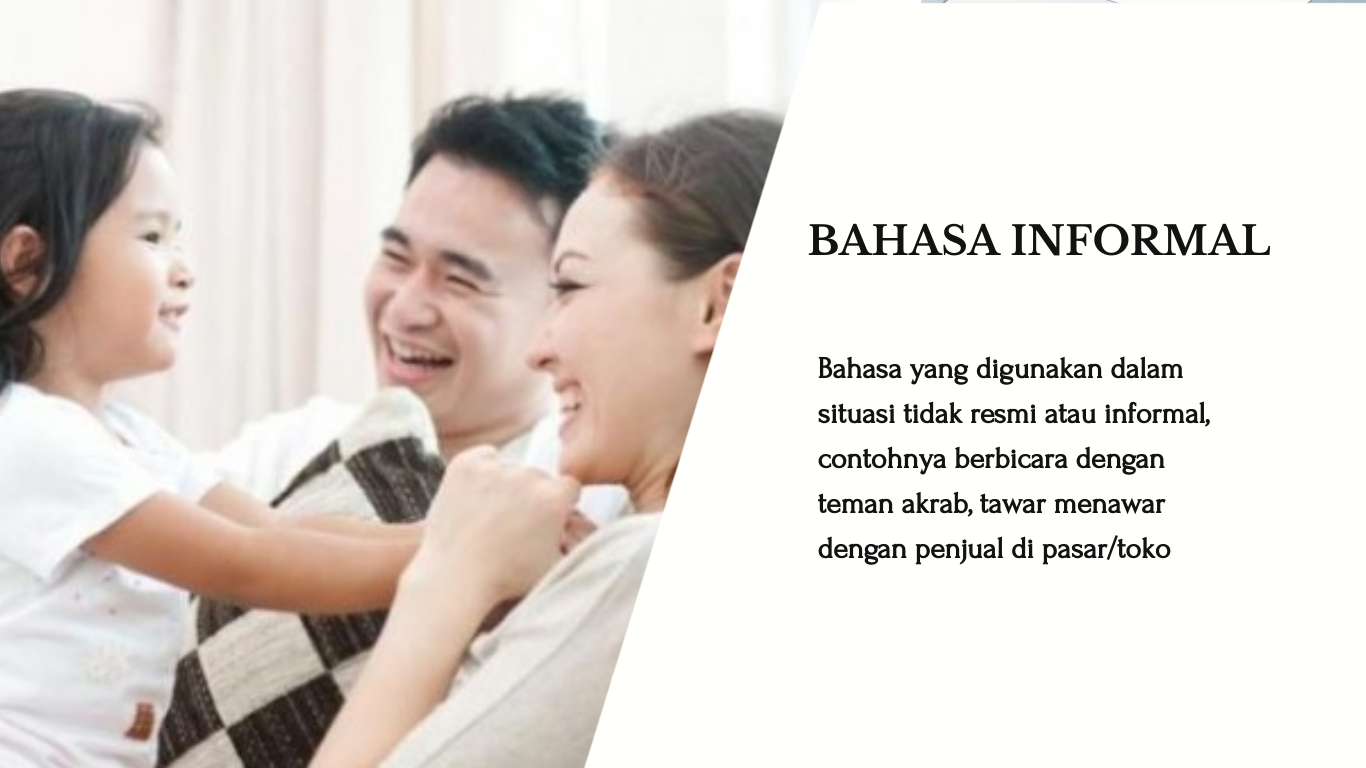 BAHASA INFORMAL
Bahasa yang digunakan dalam
situasi tidak resmi atau informal,
contohnya berbicara dengan
teman akrab, tawar menawar
dengan penjual di pasar/toko